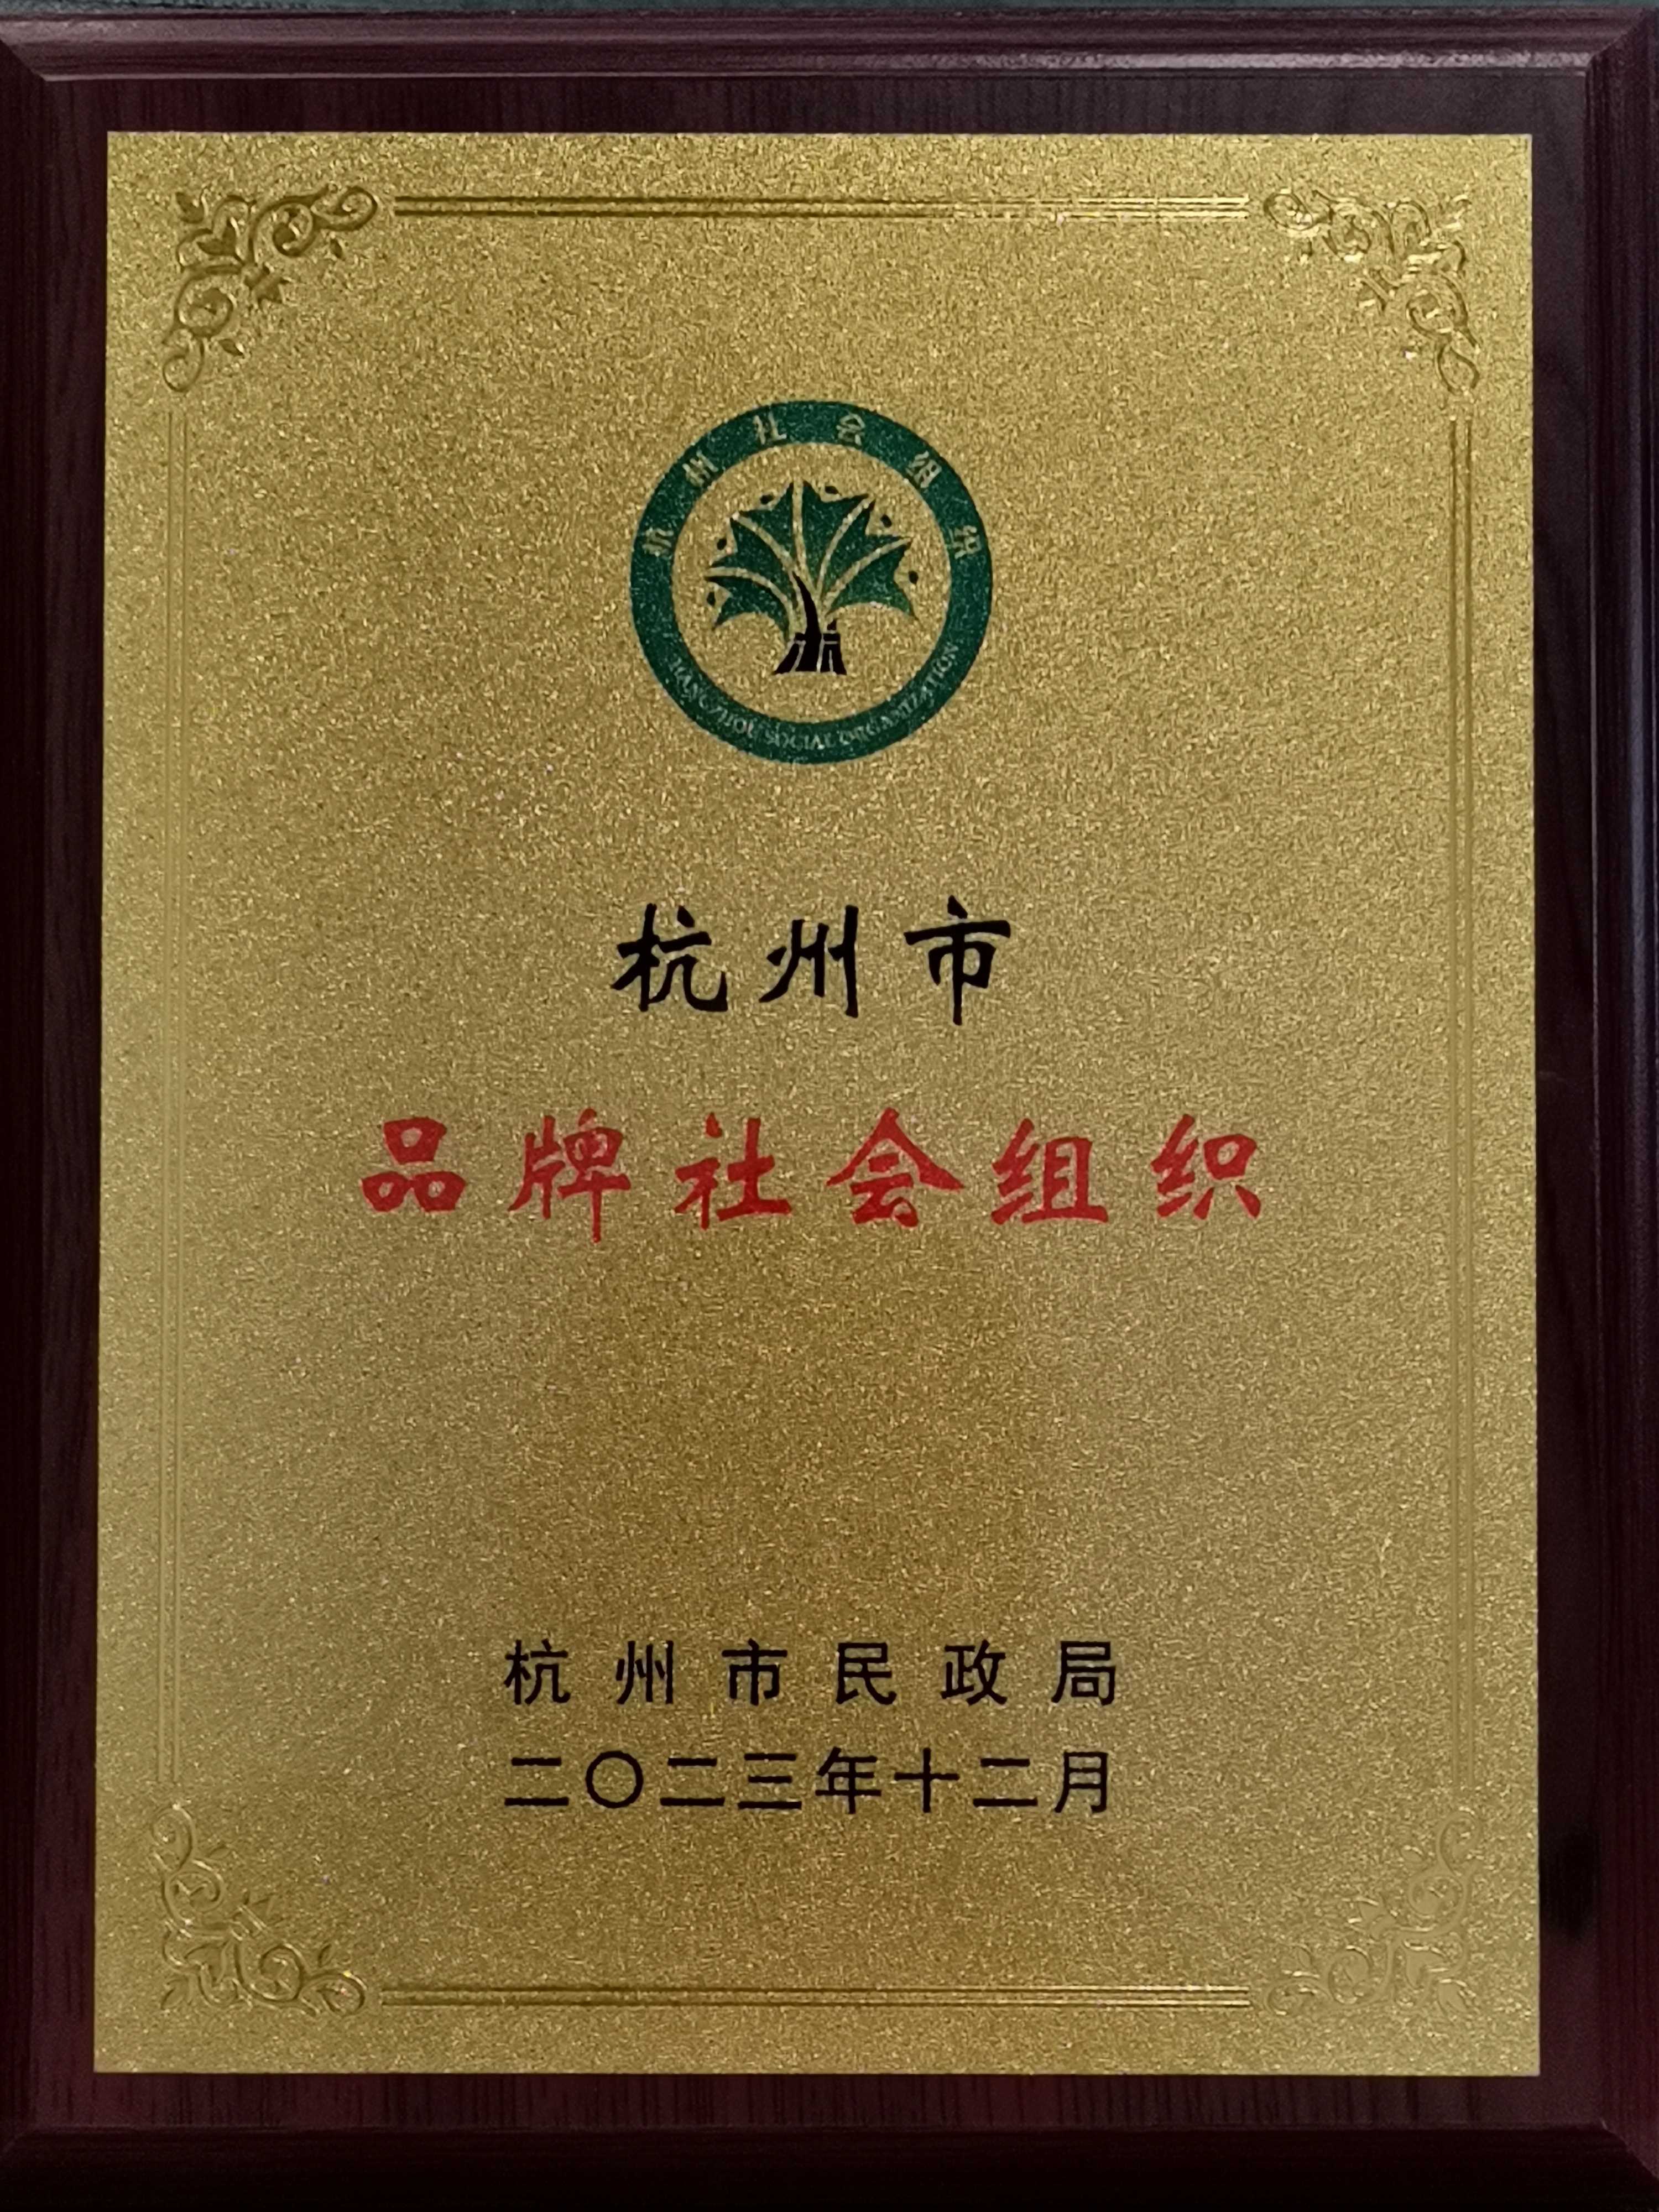 杭州社会组织
HANGZHOU SOCIAL ORGANIZATION
杭州市
品牌社会组织
杭州市民政局
二〇二三年十二月